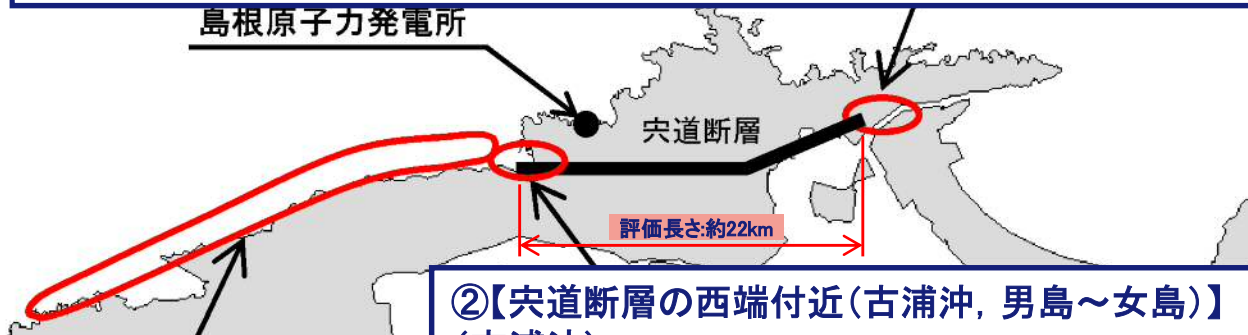 島根原子力発電所
宍道断層
評価長さ:約22km
②【宍道断層の西端付近(古浦沖，男島～女島)】